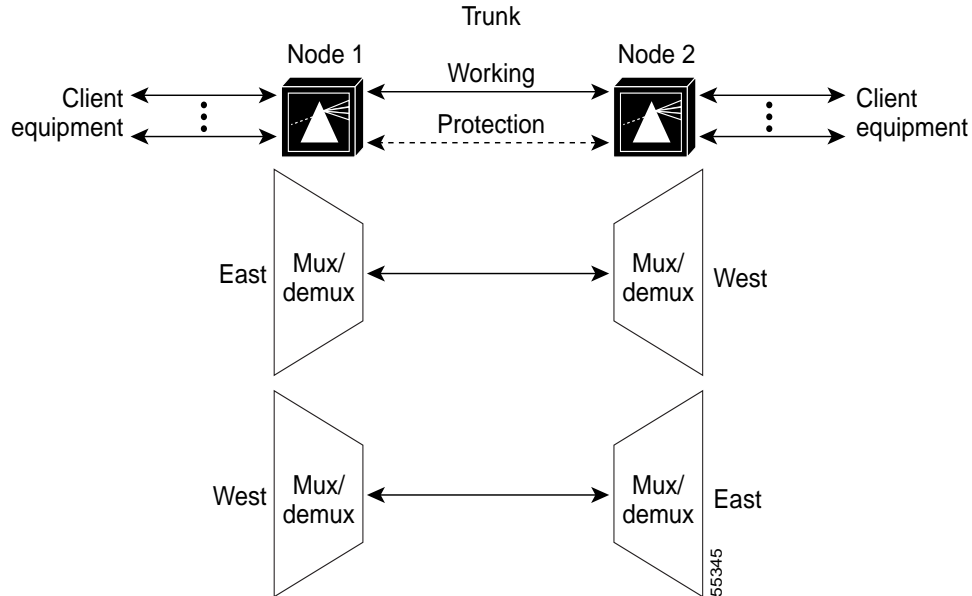 Trunk
Node 1
Node 2
Working
Client
equipment
Client
equipment
Protection
East
Mux/
demux
Mux/
demux
West
West
Mux/
demux
Mux/
demux
East
55345